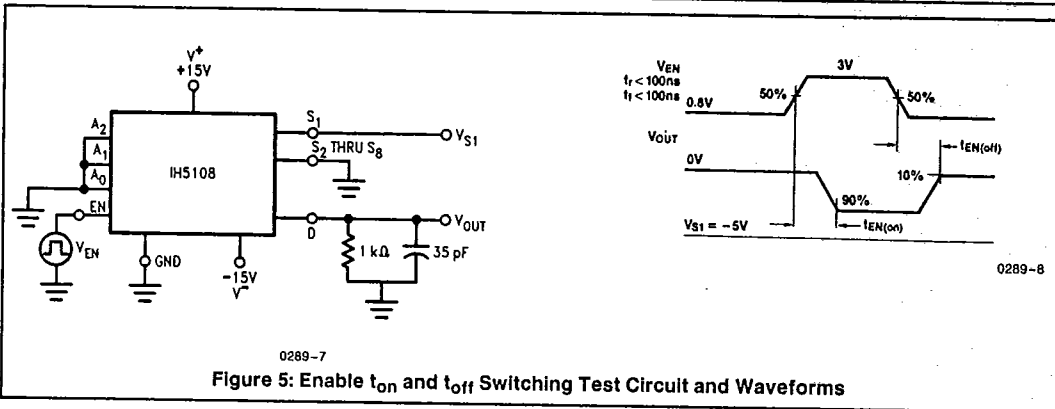 V+
+15V
A2
A1
A0
EN
VEN
IH5108
GND
-15V
V-
S1
S2 THRU S8
D
VS1
VOUT
1 kΩ
35 pF
0289-7
VEN
tr<100ns
tf<100ns
0.8V
50%
3V
50%
VOUT
0V
tEN(off)
10%
90%
VS1 = -5V
tEN(on)
0289-8
Figure 5: Enable ton and toff Switching Test Circuit and Waveforms